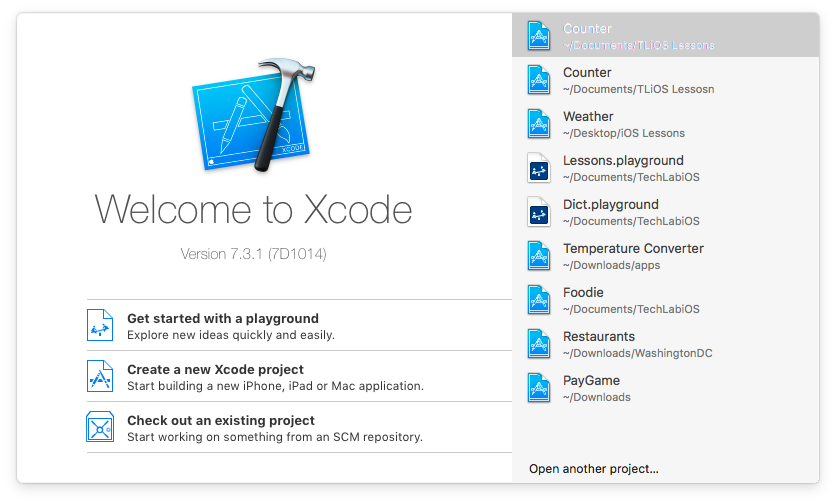 XCODE
Welcome to Xcode
Version 7.3.1 (7D1014)
Get started with a playground
Explore new ideas quickly and easily.
Create a new Xcode project
Start building a new iPhone, iPad or Mac application.
Check out an existing project
Start working on something from an SCM repository.
Counter
~/Documents/TLiOS Lessons
Counter
~/Documents/TLiOS Lessosn
Weather
~/Desktop/iOS Lessons
Lessons.playground
~/Documents/TechLabiOS
Dict.playground
~/Documents/TechLabiOS
Temperature Converter
~/Downloads/apps
Foodie
~/Documents/TechLabiOS
Restaurants
~/Downloads/WashingtonDC
PayGame
~/Downloads
Open another project...